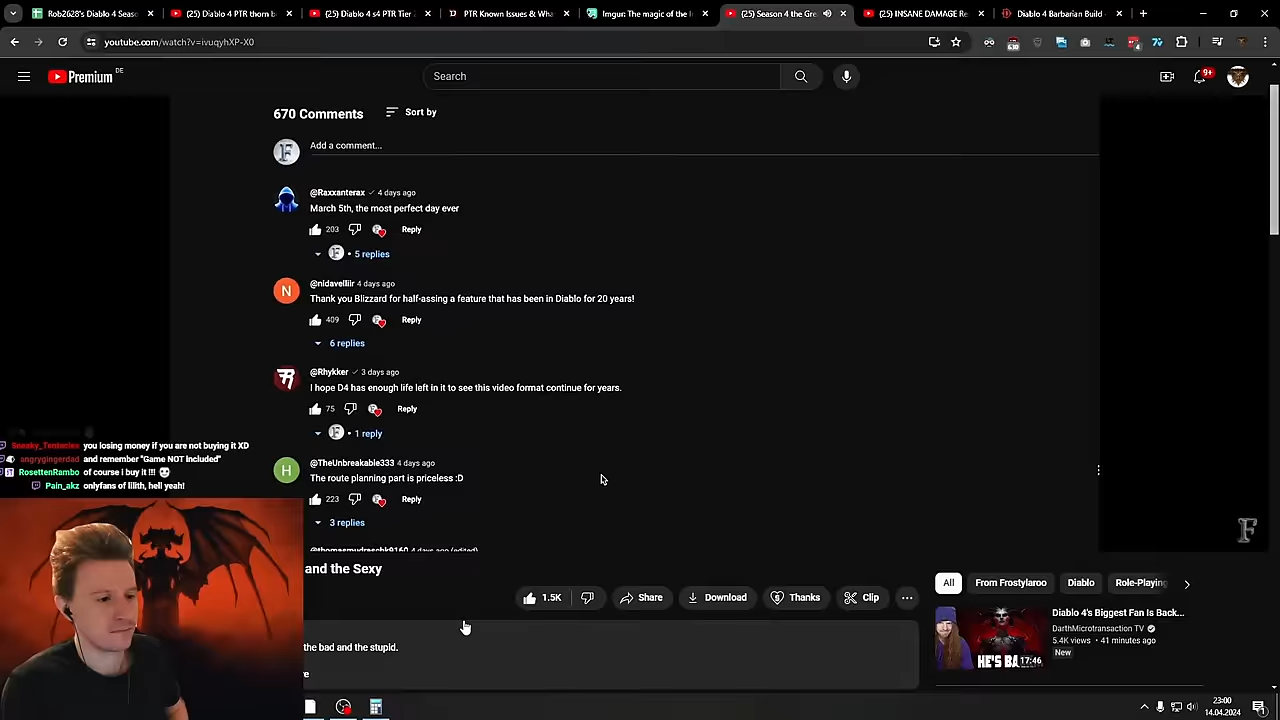 Rob2628's Diablo 4 Seaso
(25) Diablo 4 PTR thorn b
(25) Diablo 4 s4 PTR Tier
PTR Known Issues & Wha
Imgur: The magic of the I
(25) Season 4 the Gre
(25) INSANE DAMAGE Re
Diablo 4 Barbarian Build -
youtube.com/watch?v=ivuqyhXP-X0
Premium DE
Search
9+
670 Comments
Sort by
Add a comment...
@Raxxanterax 4 days ago
March 5th, the most perfect day ever
203 Reply
5 replies
@nidavelliir 4 days ago
Thank you Blizzard for half-assing a feature that has been in Diablo for 20 years!
409 Reply
6 replies
@Rhykker 3 days ago
I hope D4 has enough life left in it to see this video format continue for years.
75 Reply
1 reply
@TheUnbreakable333 4 days ago
The route planning part is priceless :D
223 Reply
3 replies
@thomasmudraschk9160 4 days ago (edited)
Sneaky_Tentacles you losing money if you are not buying it XD
angrygingerdad and remember "Game NOT Included"
RosettenRambo of course i buy it !!!
Pain_akz onlyfans of lilith, hell yeah!
and the Sexy
1.5K
Share
Download
Thanks
Clip
the bad and the stupid.
All
From Frostylaroo
Diablo
Role-Playing
Diablo 4's Biggest Fan Is Back...
DarthMicrotransaction TV
5.4K views • 41 minutes ago
New
HE'S BA
17:46
23:00
14.04.2024